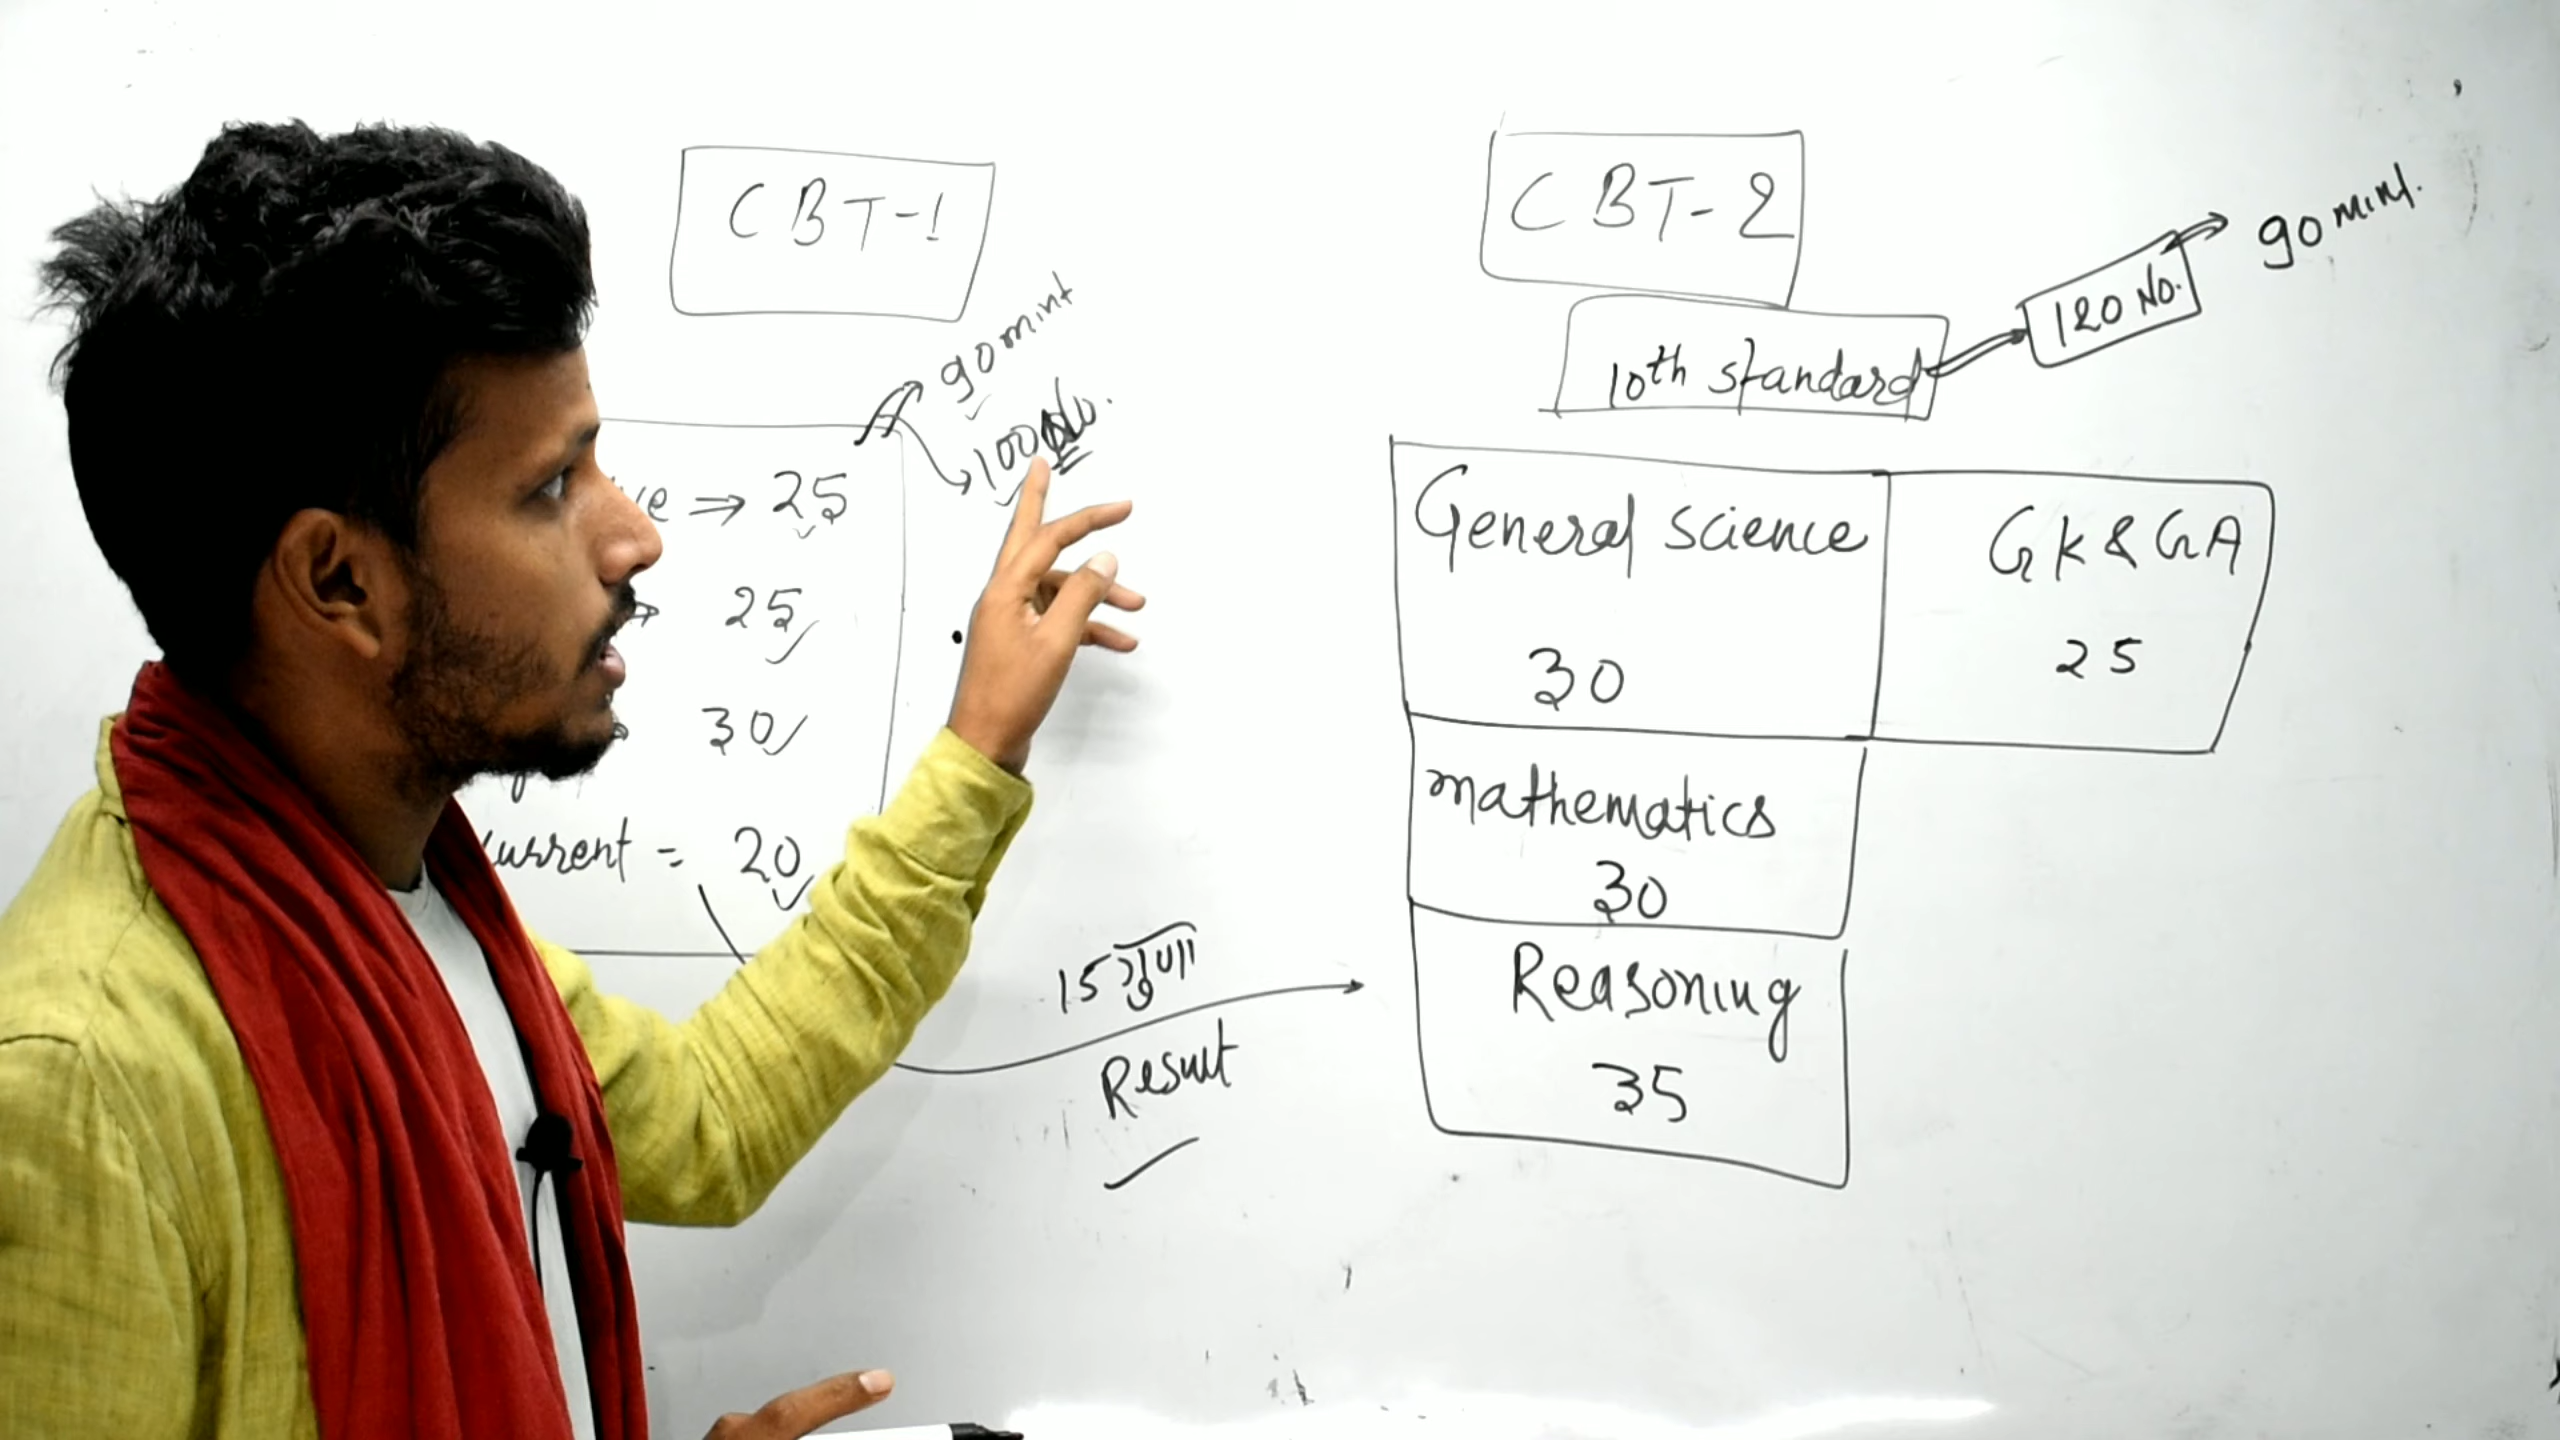 CBT-1
90 mint
100 No.
⇒ 25
25
30
current = 20
15 गुणा
Result
CBT-2
10th standard
120 No.
90 mint.
General science
30
GK & GA
25
mathematics
30
Reasoning
35